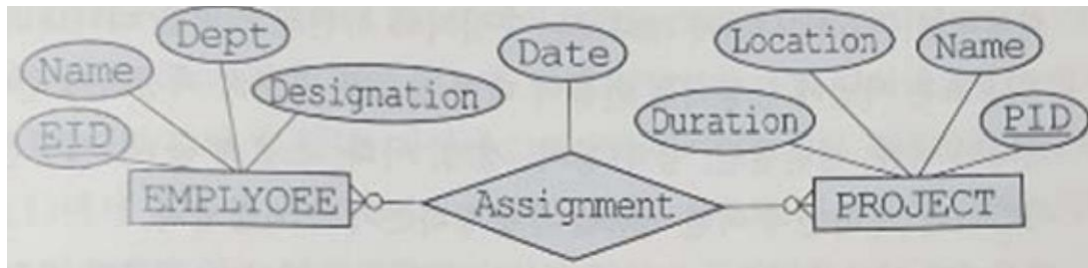 Name
Dept
Designation
EID
EMPLYOEE
Date
Assignment
Location
Name
Duration
PID
PROJECT